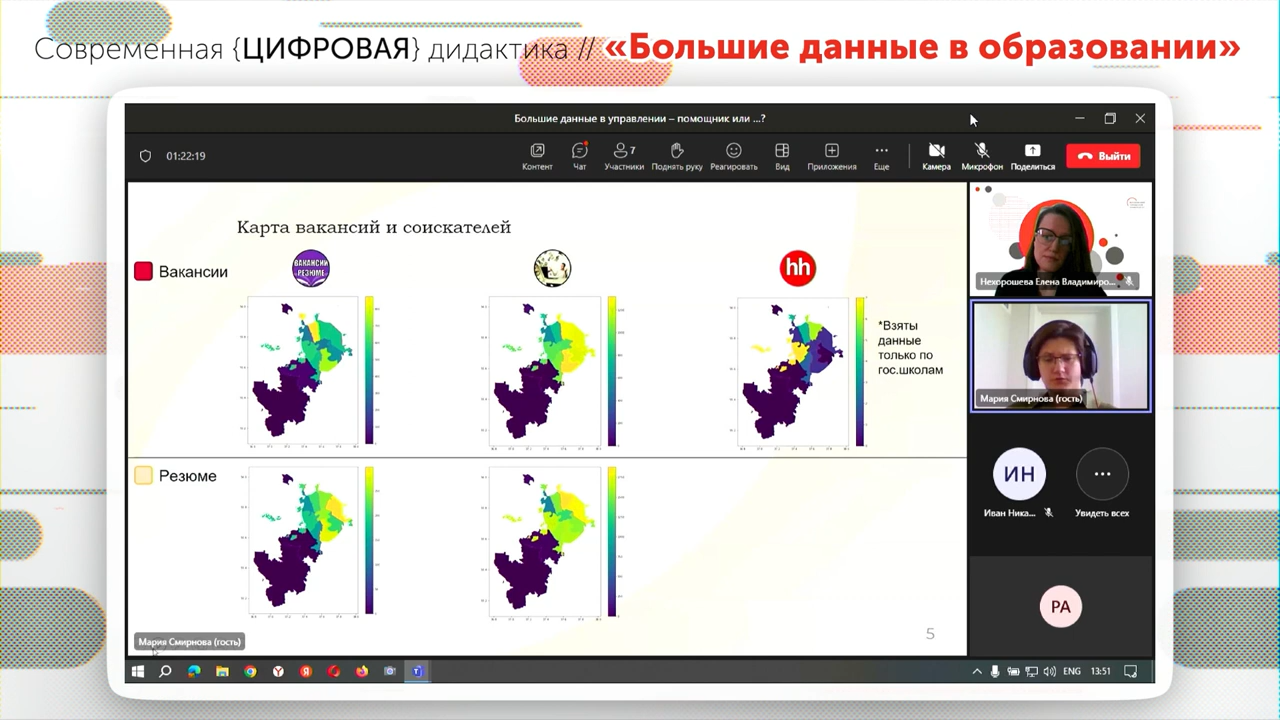 Современная {ЦИФРОВАЯ} дидактика // «Большие данные в образовании»
Большие данные в управлении – помощник или ...?
01:22:19
Контент
Чат
Участники
7
Поднять руку
Реагировать
Вид
Приложения
Еще
Камера
Микрофон
Поделиться
Выйти
Карта вакансий и соискателей
Вакансии
ВАКАНСИИ
РЕЗЮМЕ
hh
*Взяты
данные
только по
гос.школам
Резюме
5
Мария Смирнова (гость)
Нехорошева Елена Владимиро...
Мария Смирнова (гость)
ИН
Иван Ника...
Увидеть всех
РА
ENG
13:51